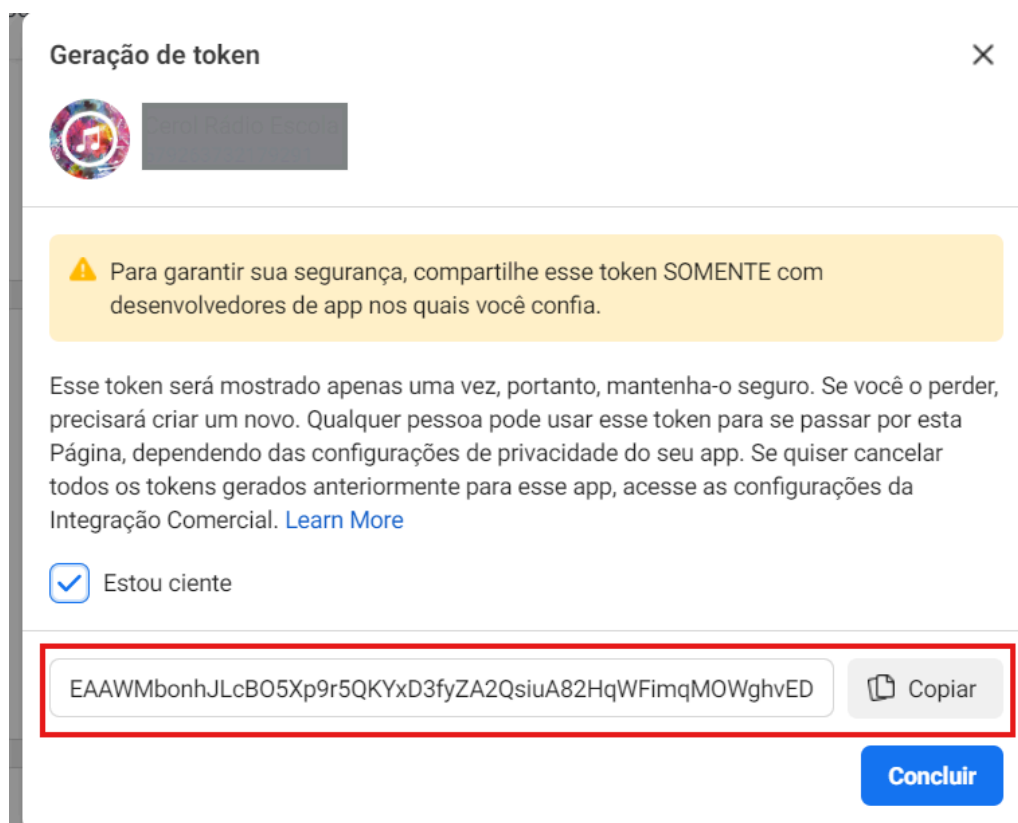 Geração de token
Para garantir sua segurança, compartilhe esse token SOMENTE com
desenvolvedores de app nos quais você confia.
Esse token será mostrado apenas uma vez, portanto, mantenha-o seguro. Se você o perder,
precisará criar um novo. Qualquer pessoa pode usar esse token para se passar por esta
Página, dependendo das configurações de privacidade do seu app. Se quiser cancelar
todos os tokens gerados anteriormente para esse app, acesse as configurações da
Integração Comercial. Learn More
Estou ciente
EAAWMbonhJLcBO5Xp9r5QKYxD3fyZA2QsiuA82HqWFimqMOWghvED
Copiar
Concluir